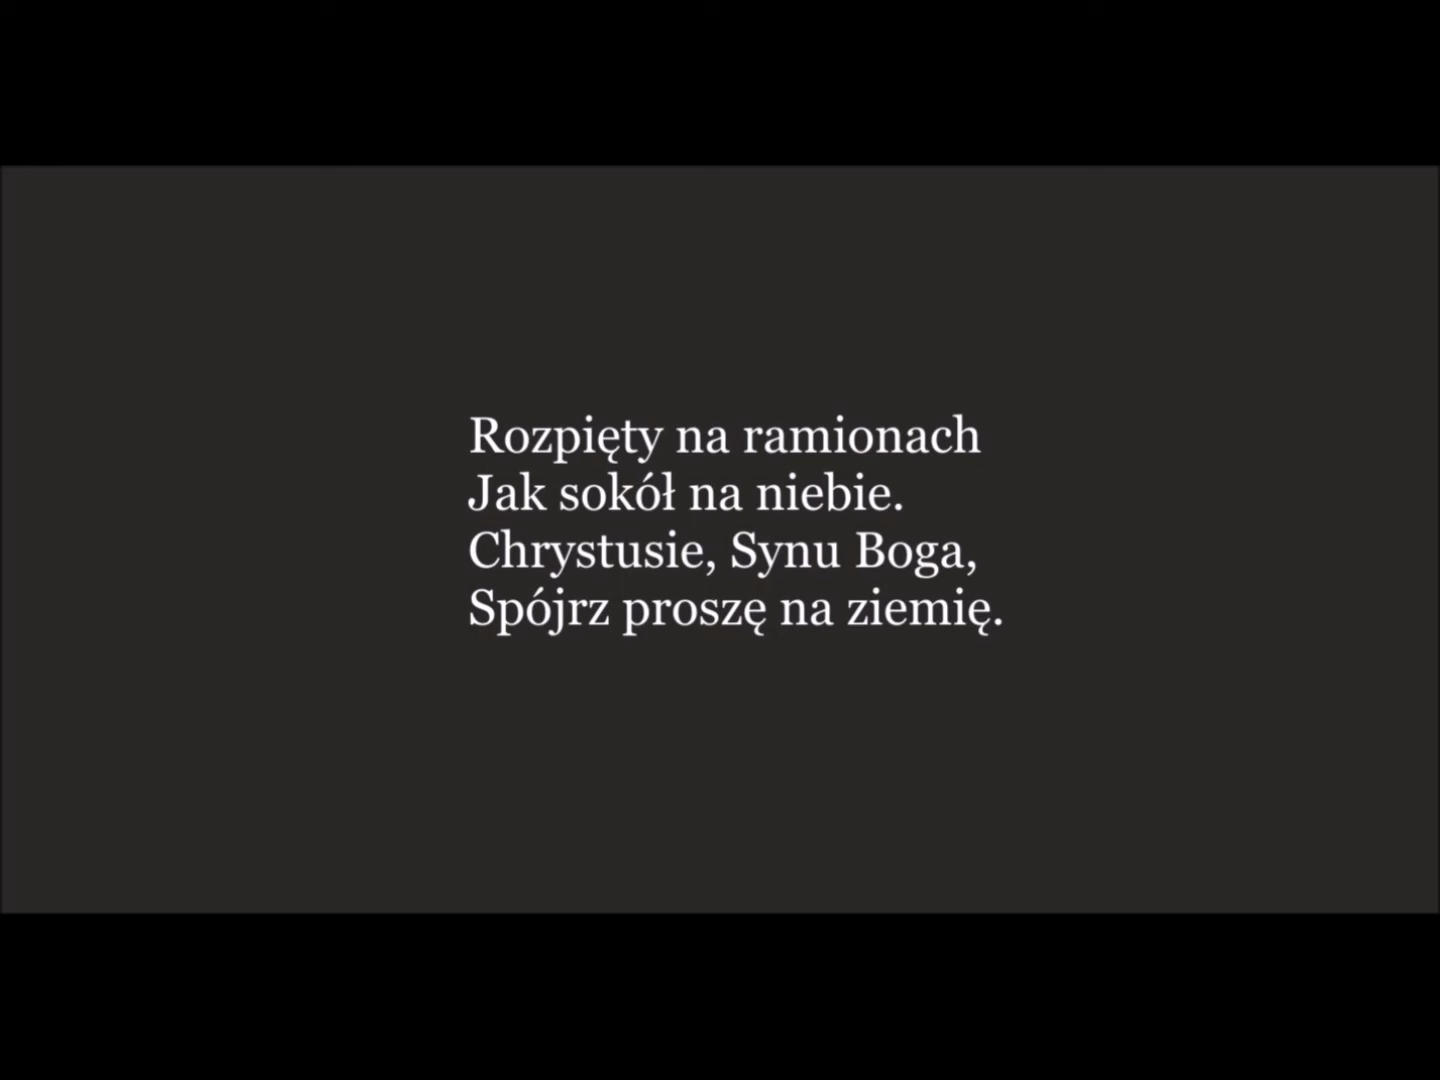 Rozpięty na ramionach
Jak sokół na niebie.
Chrystusie, Synu Boga,
Spójrz proszę na ziemię.